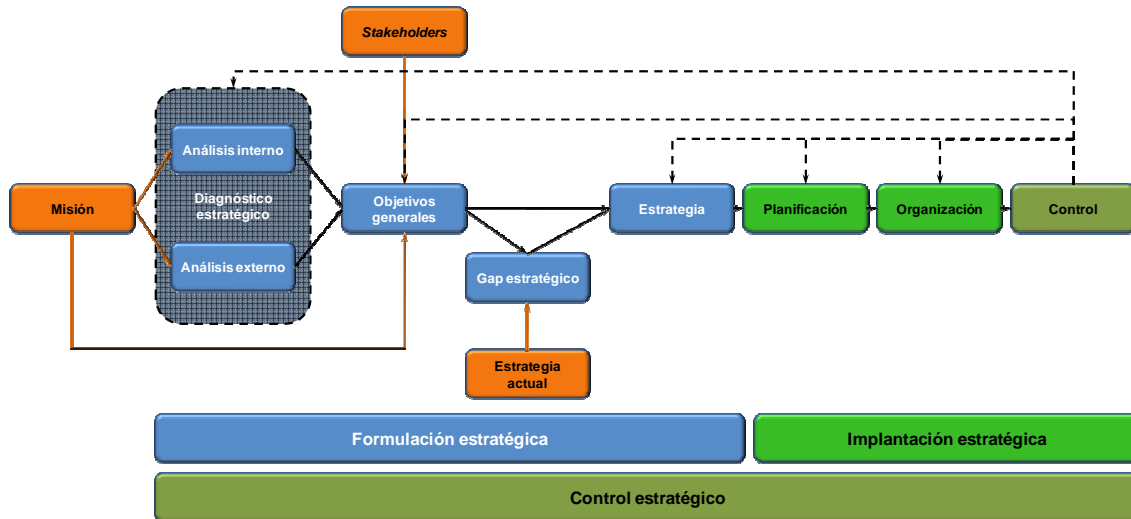 Stakeholders
Análisis interno
Misión
Diagnóstico
estratégico
Objetivos
generales
Estrategia
Planificación
Organización
Control
Análisis externo
Gap estratégico
Estrategia
actual
Formulación estratégica
Implantación estratégica
Control estratégico